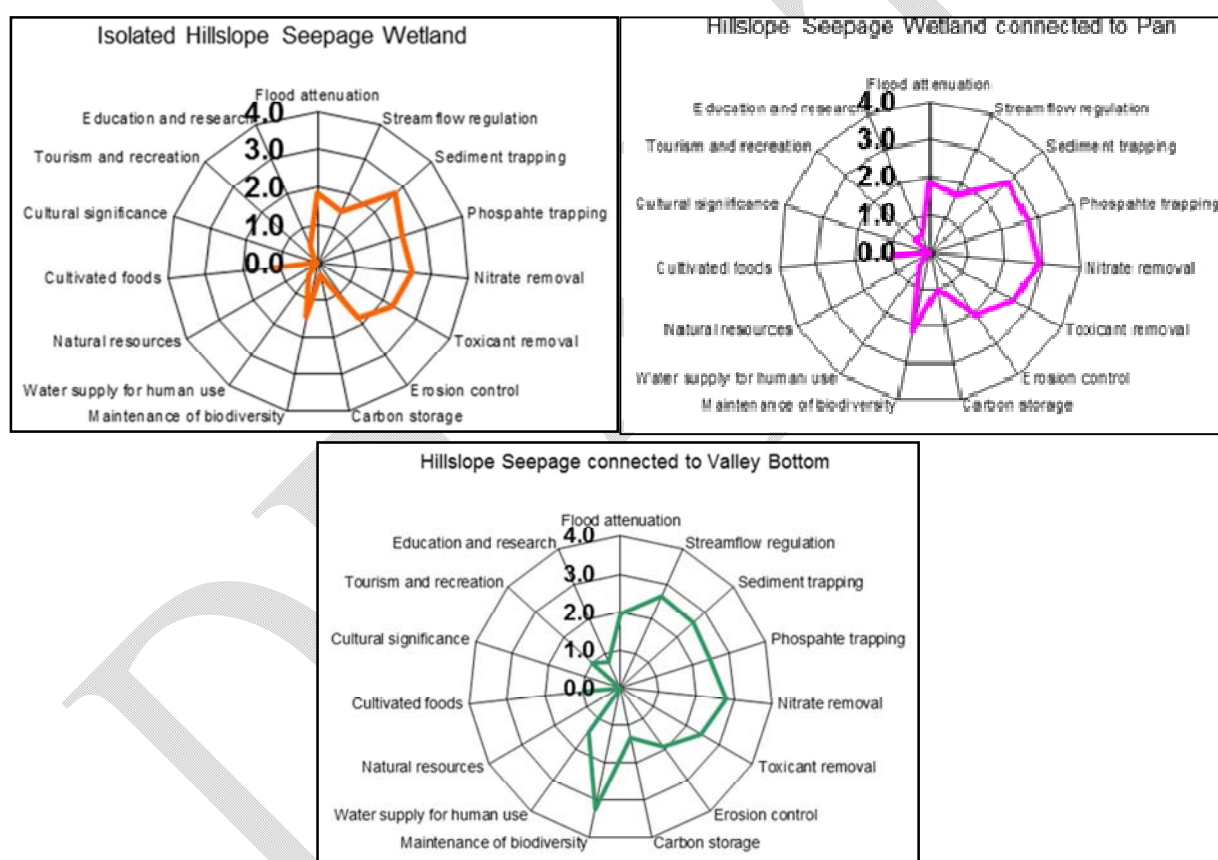 Isolated Hillslope Seepage Wetland
Flood attenuation
Streamflow regulation
Sediment trapping
Phospahte trapping
Nitrate removal
Toxicant removal
Erosion control
Carbon storage
Maintenance of biodiversity
Water supply for human use
Natural resources
Cultivated foods
Cultural significance
Tourism and recreation
Education and research
4.0
3.0
2.0
1.0
0.0
Hillslope Seepage Wetland connected to Pan
Flood attenuation
Streamflow regulation
Sediment trapping
Phospahte trapping
Nitrate removal
Toxicant removal
Erosion control
Carbon storage
Maintenance of biodiversity
Water supply for human use
Natural resources
Cultivated foods
Cultural significance
Tourism and recreation
Education and research
4.0
3.0
2.0
1.0
0.0
Hillslope Seepage connected to Valley Bottom
Flood attenuation
Streamflow regulation
Sediment trapping
Phospahte trapping
Nitrate removal
Toxicant removal
Erosion control
Carbon storage
Maintenance of biodiversity
Water supply for human use
Natural resources
Cultivated foods
Cultural significance
Tourism and recreation
Education and research
4.0
3.0
2.0
1.0
0.0